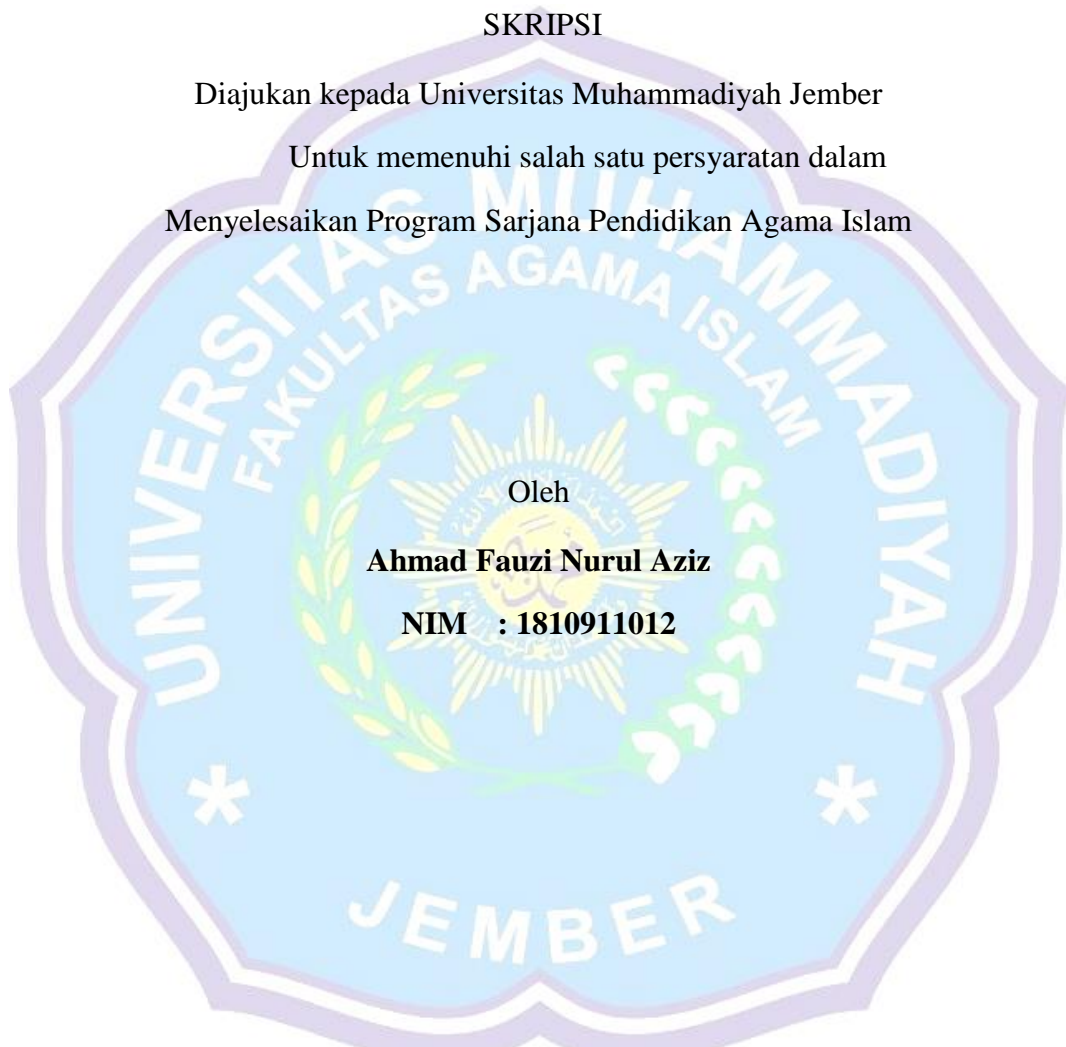 SKRIPSI
Diajukan kepada Universitas Muhammadiyah Jember
Untuk memenuhi salah satu persyaratan dalam
Menyelesaikan Program Sarjana Pendidikan Agama Islam
UNIVERSITAS MUHAMMADIYAH
FAKULTAS AGAMA ISLAM
Oleh
Ahmad Fauzi Nurul Aziz
NIM : 1810911012
* *
JEMBER